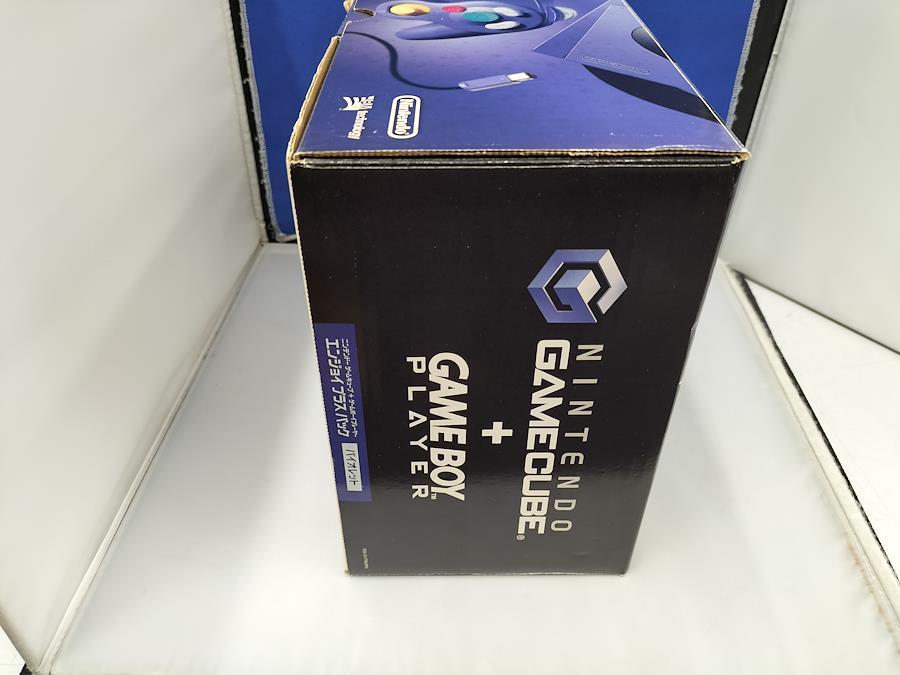 NINTENDO
GAMECUBE®
+
GAME BOY™
PLAYER
ニンテンドー ゲームキューブ + ゲームボーイプレーヤー
エンジョイプラスパック
バイオレット
Nintendo
technology